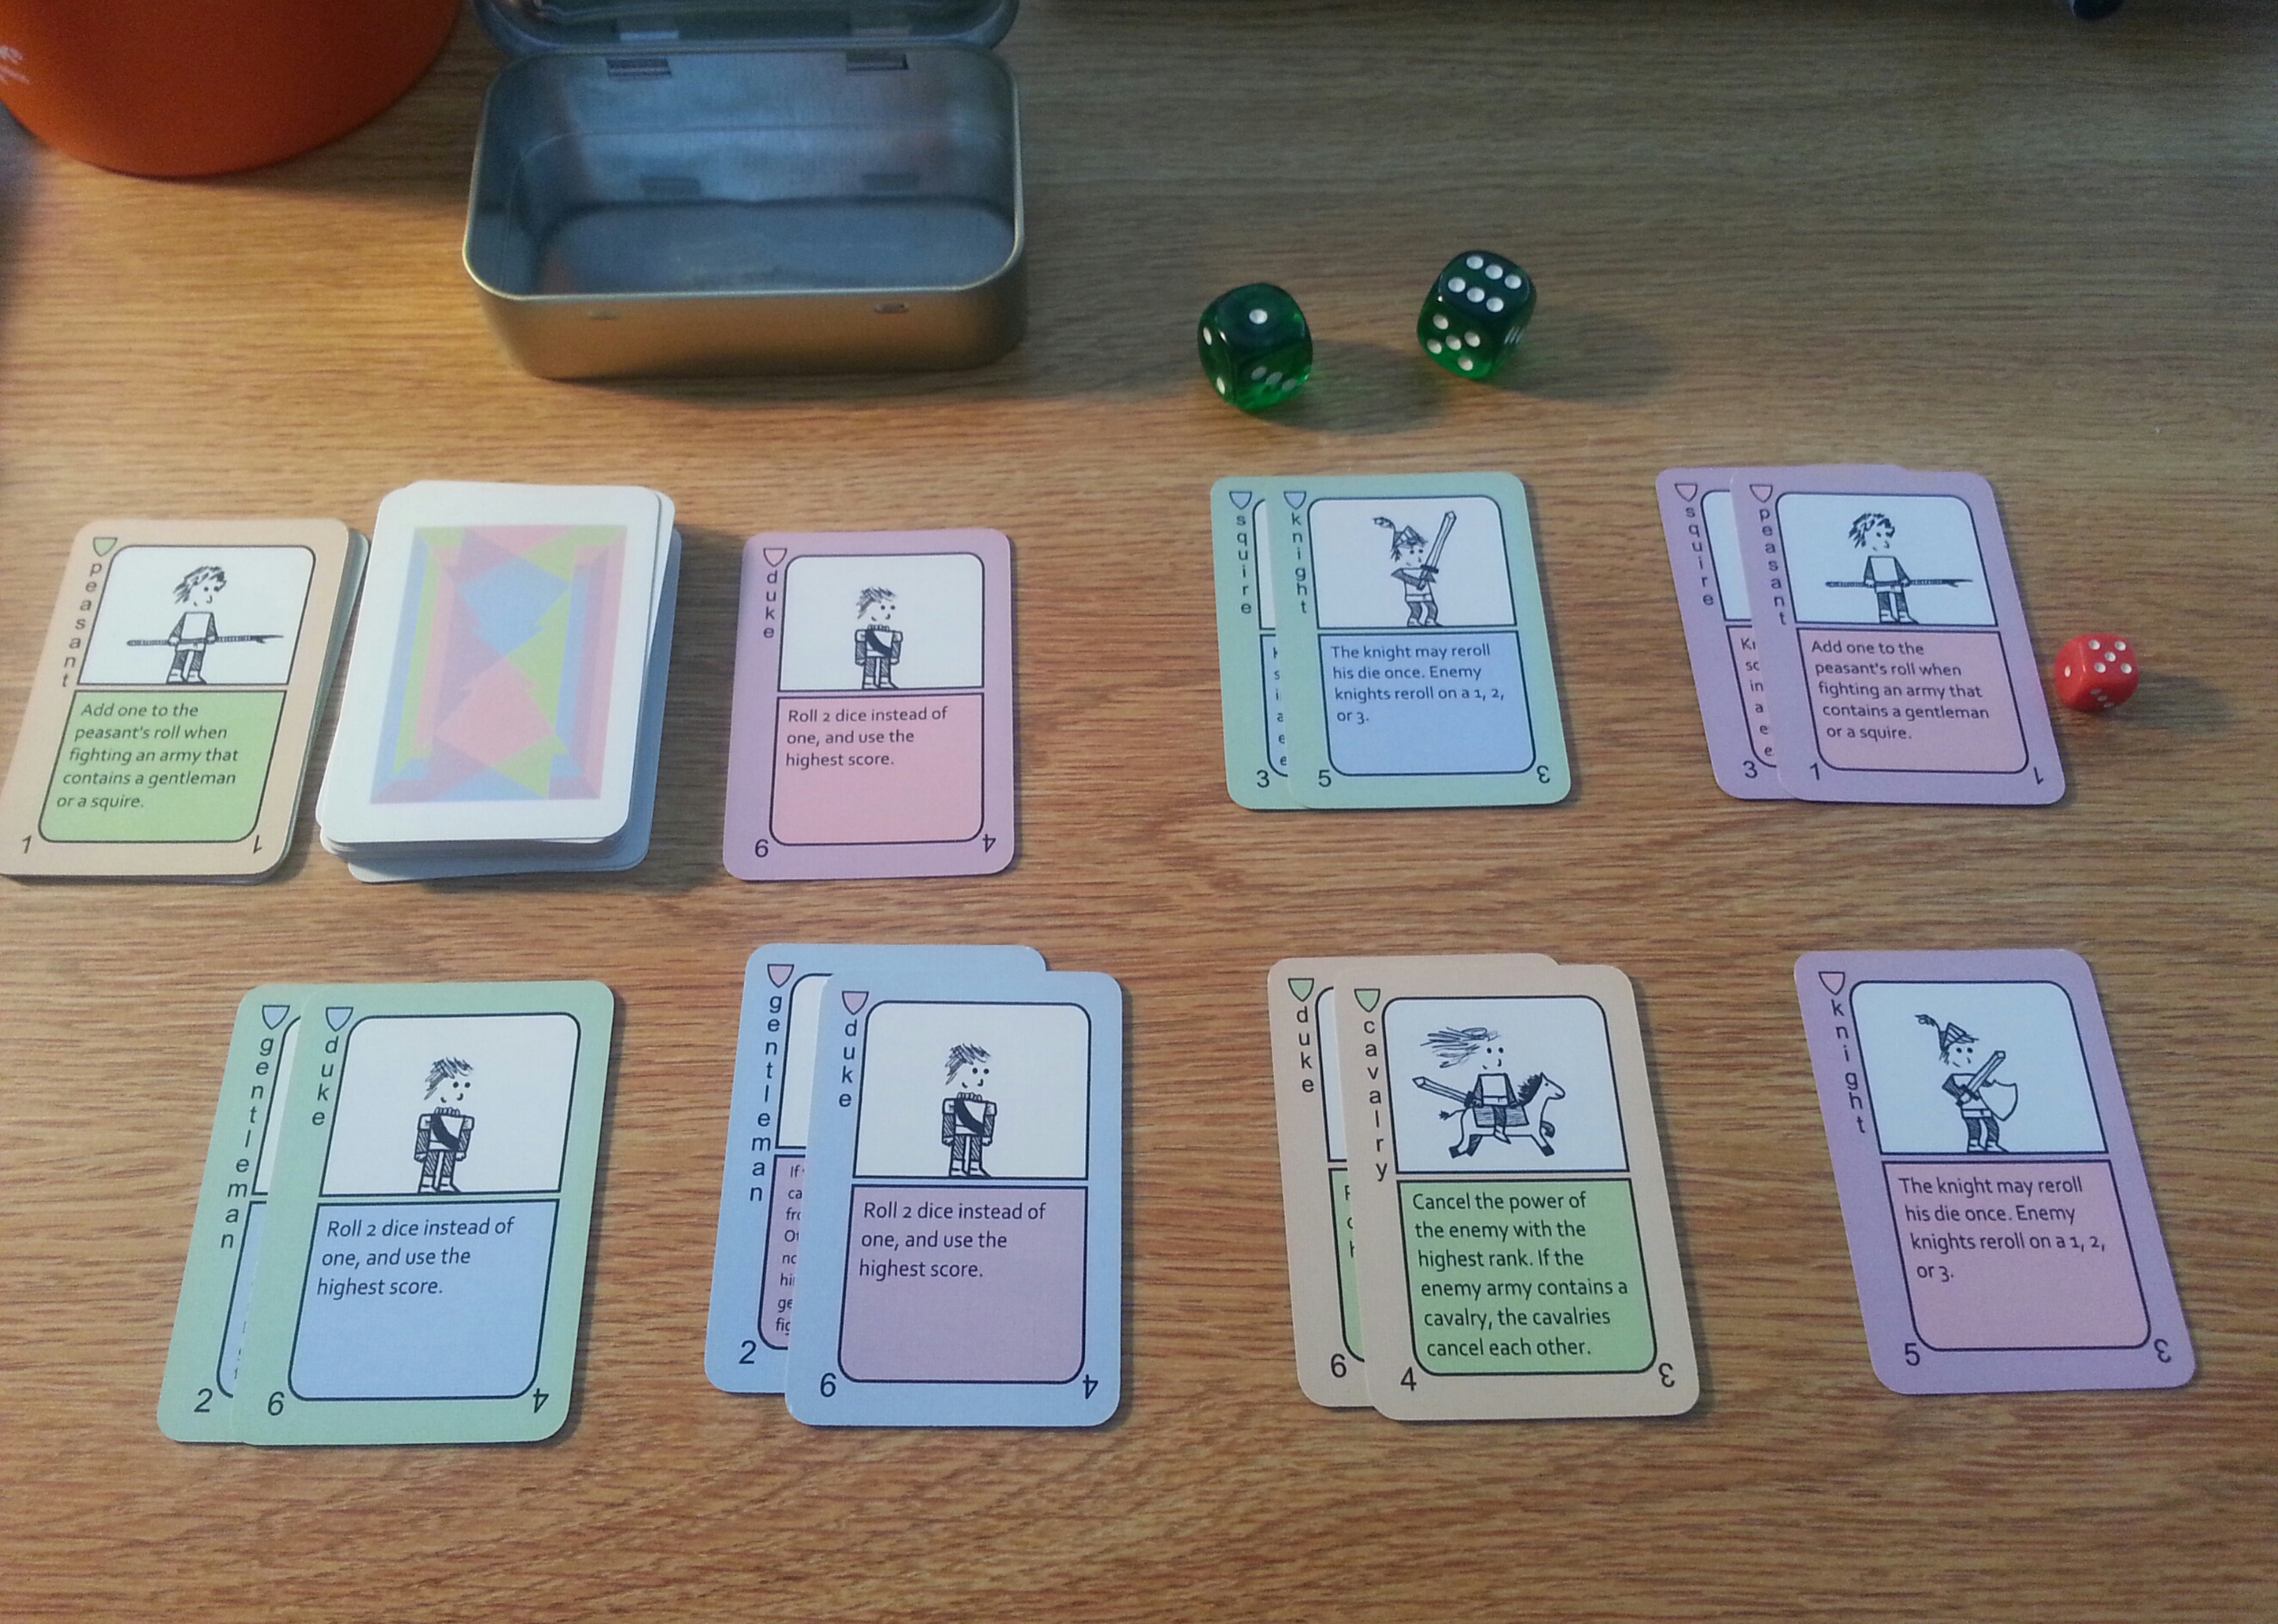 peasant
Add one to the
peasant's roll when
fighting an army that
contains a gentleman
or a squire.
1
1
duke
Roll 2 dice instead of
one, and use the
highest score.
6
4
squire
3
knight
The knight may reroll
his die once. Enemy
knights reroll on a 1, 2,
or 3.
5
3
squire
in
a
3
peasant
Add one to the
peasant's roll when
fighting an army that
contains a gentleman
or a squire.
1
1
gentleman
2
duke
Roll 2 dice instead of
one, and use the
highest score.
6
4
gentleman
If
2
duke
Roll 2 dice instead of
one, and use the
highest score.
6
4
duke
6
cavalry
Cancel the power of
the enemy with the
highest rank. If the
enemy army contains a
cavalry, the cavalries
cancel each other.
4
3
knight
The knight may reroll
his die once. Enemy
knights reroll on a 1, 2,
or 3.
5
3